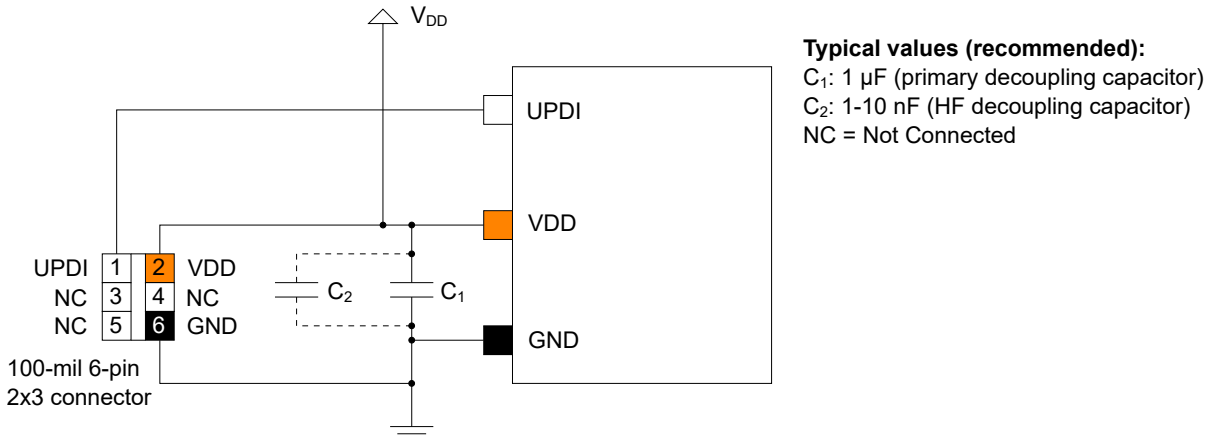 V_DD
Typical values (recommended):
C₁: 1 µF (primary decoupling capacitor)
C₂: 1-10 nF (HF decoupling capacitor)
NC = Not Connected
UPDI
VDD
UPDI 1 2 VDD
NC 3 4 NC
NC 5 6 GND
C₂
C₁
GND
100-mil 6-pin
2x3 connector